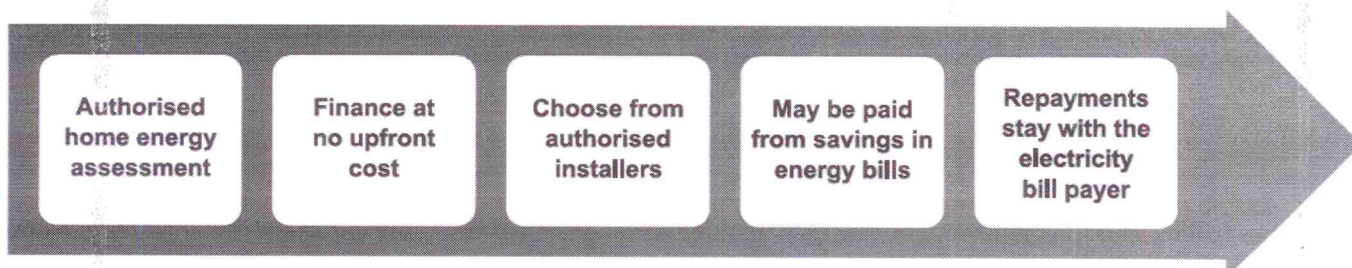 Authorised
home energy
assessment
Finance at
no upfront
cost
Choose from
authorised
installers
May be paid
from savings in
energy bills
Repayments
stay with the
electricity
bill payer